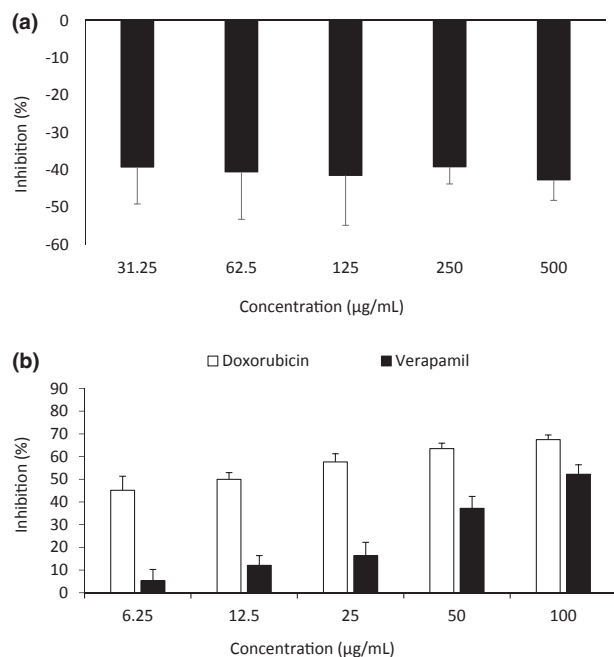 (a)
0
-10
-20
-30
-40
-50
-60
Inhibition (%)
31.25 62.5 125 250 500
Concentration (µg/mL)
(b)
Doxorubicin Verapamil
90
80
70
60
50
40
30
20
10
0
Inhibition (%)
6.25 12.5 25 50 100
Concentration (µg/mL)